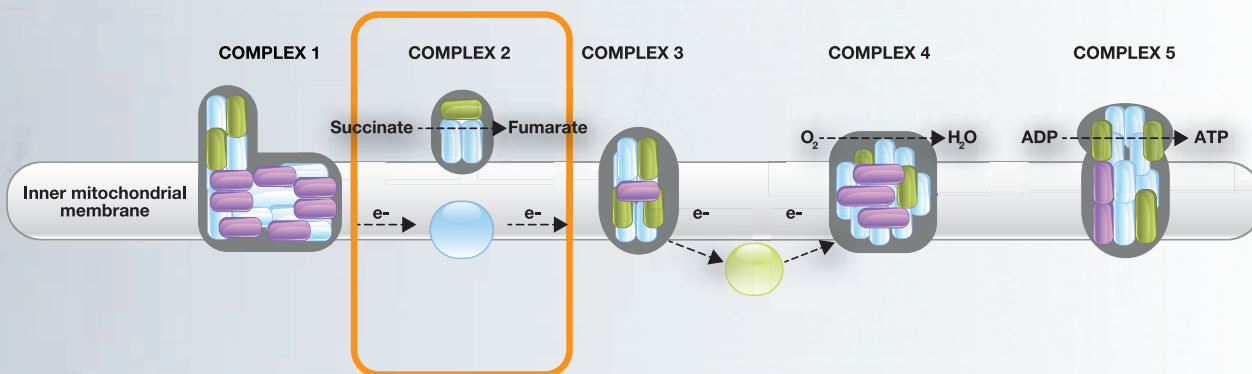 COMPLEX 1
COMPLEX 2
COMPLEX 3
COMPLEX 4
COMPLEX 5
Succinate
Fumarate
O₂
H₂O
ADP
ATP
Inner mitochondrial
membrane
e-
e-
e-
e-